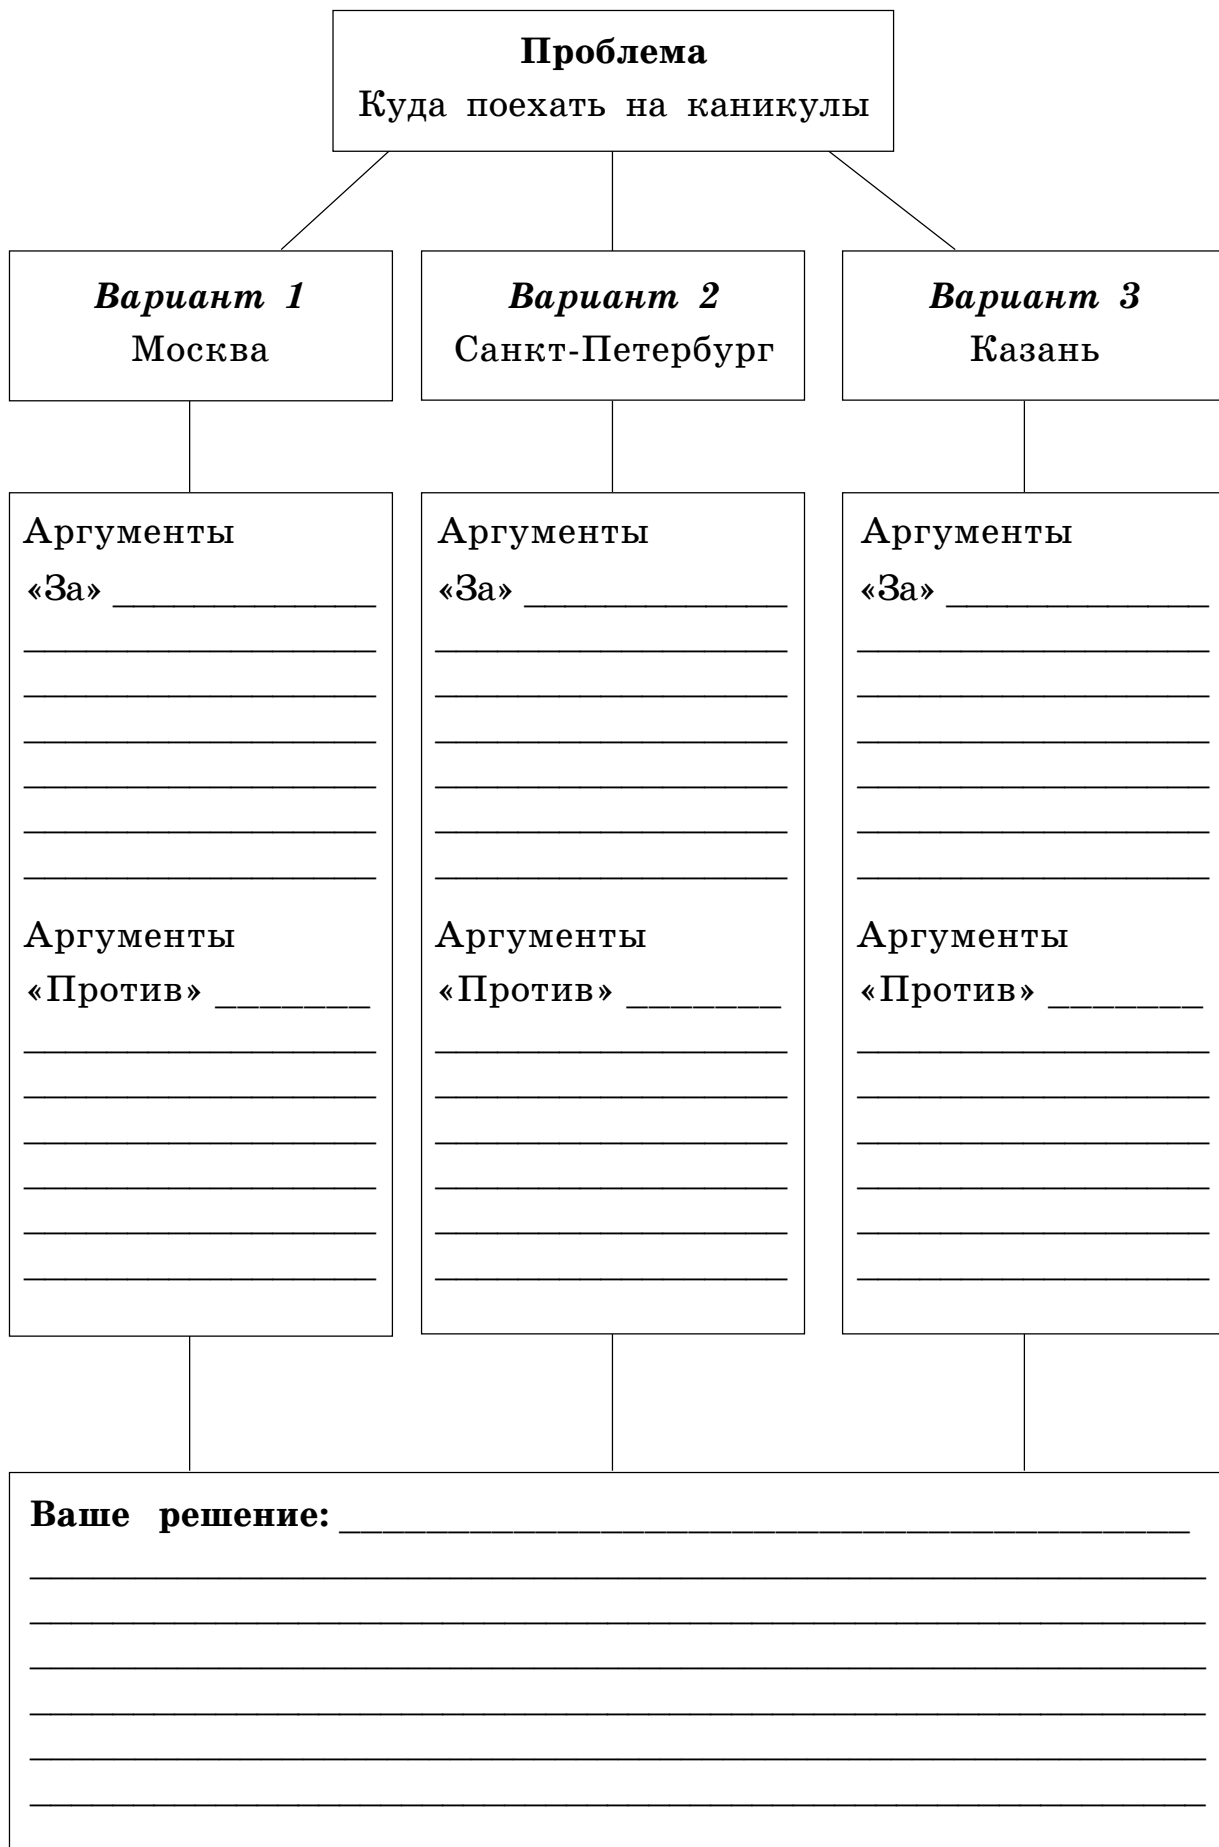 Проблема
Куда поехать на каникулы
Вариант 1
Москва
Вариант 2
Санкт-Петербург
Вариант 3
Казань
Аргументы
«За»
Аргументы
«Против»
Аргументы
«За»
Аргументы
«Против»
Аргументы
«За»
Аргументы
«Против»
Ваше решение: